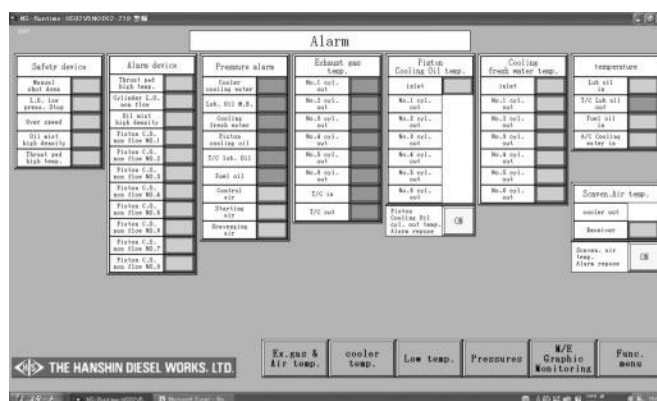 Alarm
Safety device
Manual
shut down
L.O. low
press. Stop
Over speed
Oil mist
high density
Thrust pad
high temp.
Alarm device
Thrust pad
high temp.
Cylinder L.O.
non flow
Oil mist
high density
Piston C.O.
non flow NO.1
Piston C.O.
non flow NO.2
Piston C.O.
non flow NO.3
Piston C.O.
non flow NO.4
Piston C.O.
non flow NO.5
Piston C.O.
non flow NO.6
Piston C.O.
non flow NO.7
Piston C.O.
non flow NO.8
Pressure alarm
Cooler
cooling water
Lub. Oil M.B.
Cooling
fresh water
Piston
cooling oil
T/C lub. Oil
Fuel oil
Control
air
Starting
air
Scavenging
air
Exhaust gas
temp.
No.1 cyl.
out
No.2 cyl.
out
No.3 cyl.
out
No.4 cyl.
out
No.5 cyl.
out
No.6 cyl.
out
T/C in
T/C out
Piston
Cooling Oil temp.
inlet
No.1 cyl.
out
No.2 cyl.
out
No.3 cyl.
out
No.4 cyl.
out
No.5 cyl.
out
No.6 cyl.
out
Piston
Cooling Oil
cyl. out temp.
Alarm repose
ON
Cooling
fresh water temp.
inlet
No.1 cyl.
out
No.2 cyl.
out
No.3 cyl.
out
No.4 cyl.
out
No.5 cyl.
out
No.6 cyl.
out
temperature
Lub oil
in
T/C Lub oil
out
Fuel oil
in
A/C Cooling
water in
Scaven.Air temp.
cooler out
Receiver
Scaven. air
temp.
Alarm repose
ON
THE HANSHIN DIESEL WORKS, LTD.
Ex.gas &
Air temp.
cooler
temp.
Low temp.
Pressures
M/E
Graphic
Monitoring
Func.
menu